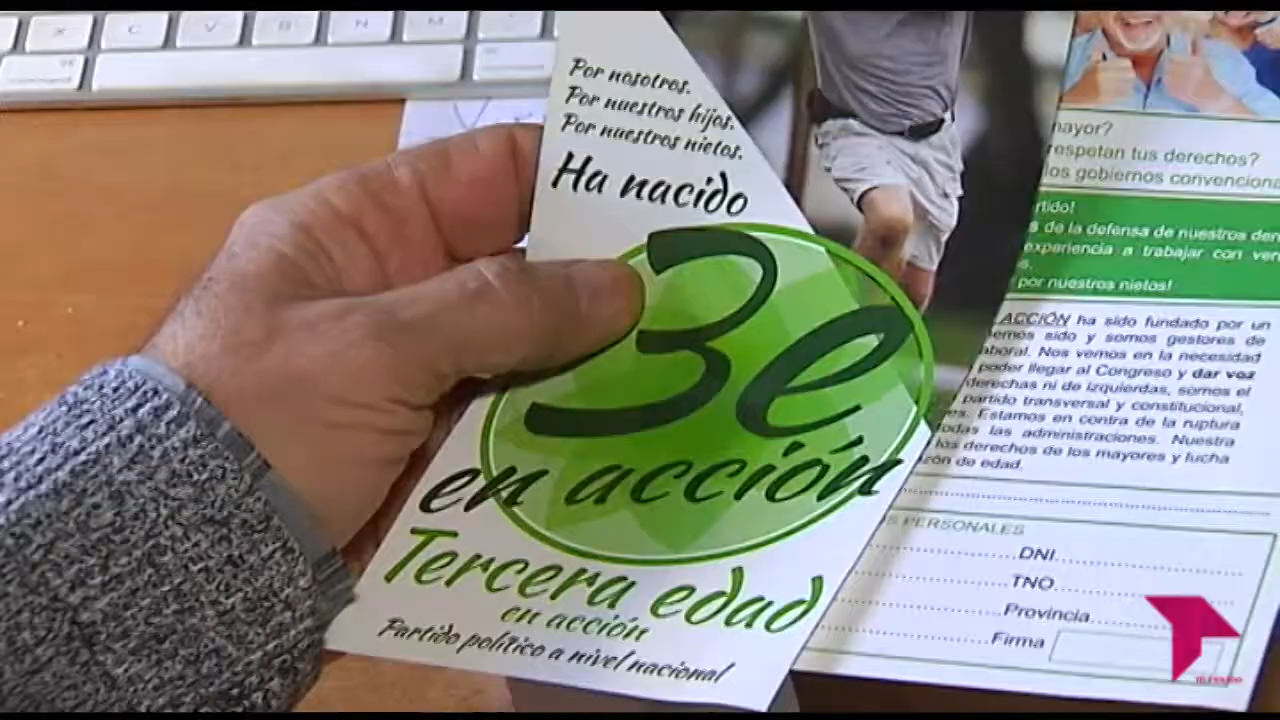 X C V B N M
Por nosotros.
Por nuestros hijos.
Por nuestros nietos.
Ha nacido
3e
en acción
Tercera edad
en acción
Partido político a nivel nacional
mayor?
respetan tus derechos?
los gobiernos convenciona
rtido!
s de la defensa de nuestros der
experiencia a trabajar con ver
s.
por nuestros nietos!
ACCIÓN ha sido fundado por un
emos sido y somos gestores de
aboral. Nos vemos en la necesidad
poder llegar al Congreso y dar voz
derechas ni de izquierdas, somos el
partido transversal y constitucional,
es. Estamos en contra de la ruptura
todas las administraciones. Nuestra
los derechos de los mayores y lucha
zón de edad.
S PERSONALES
DNI
TNO
Provincia
Firma